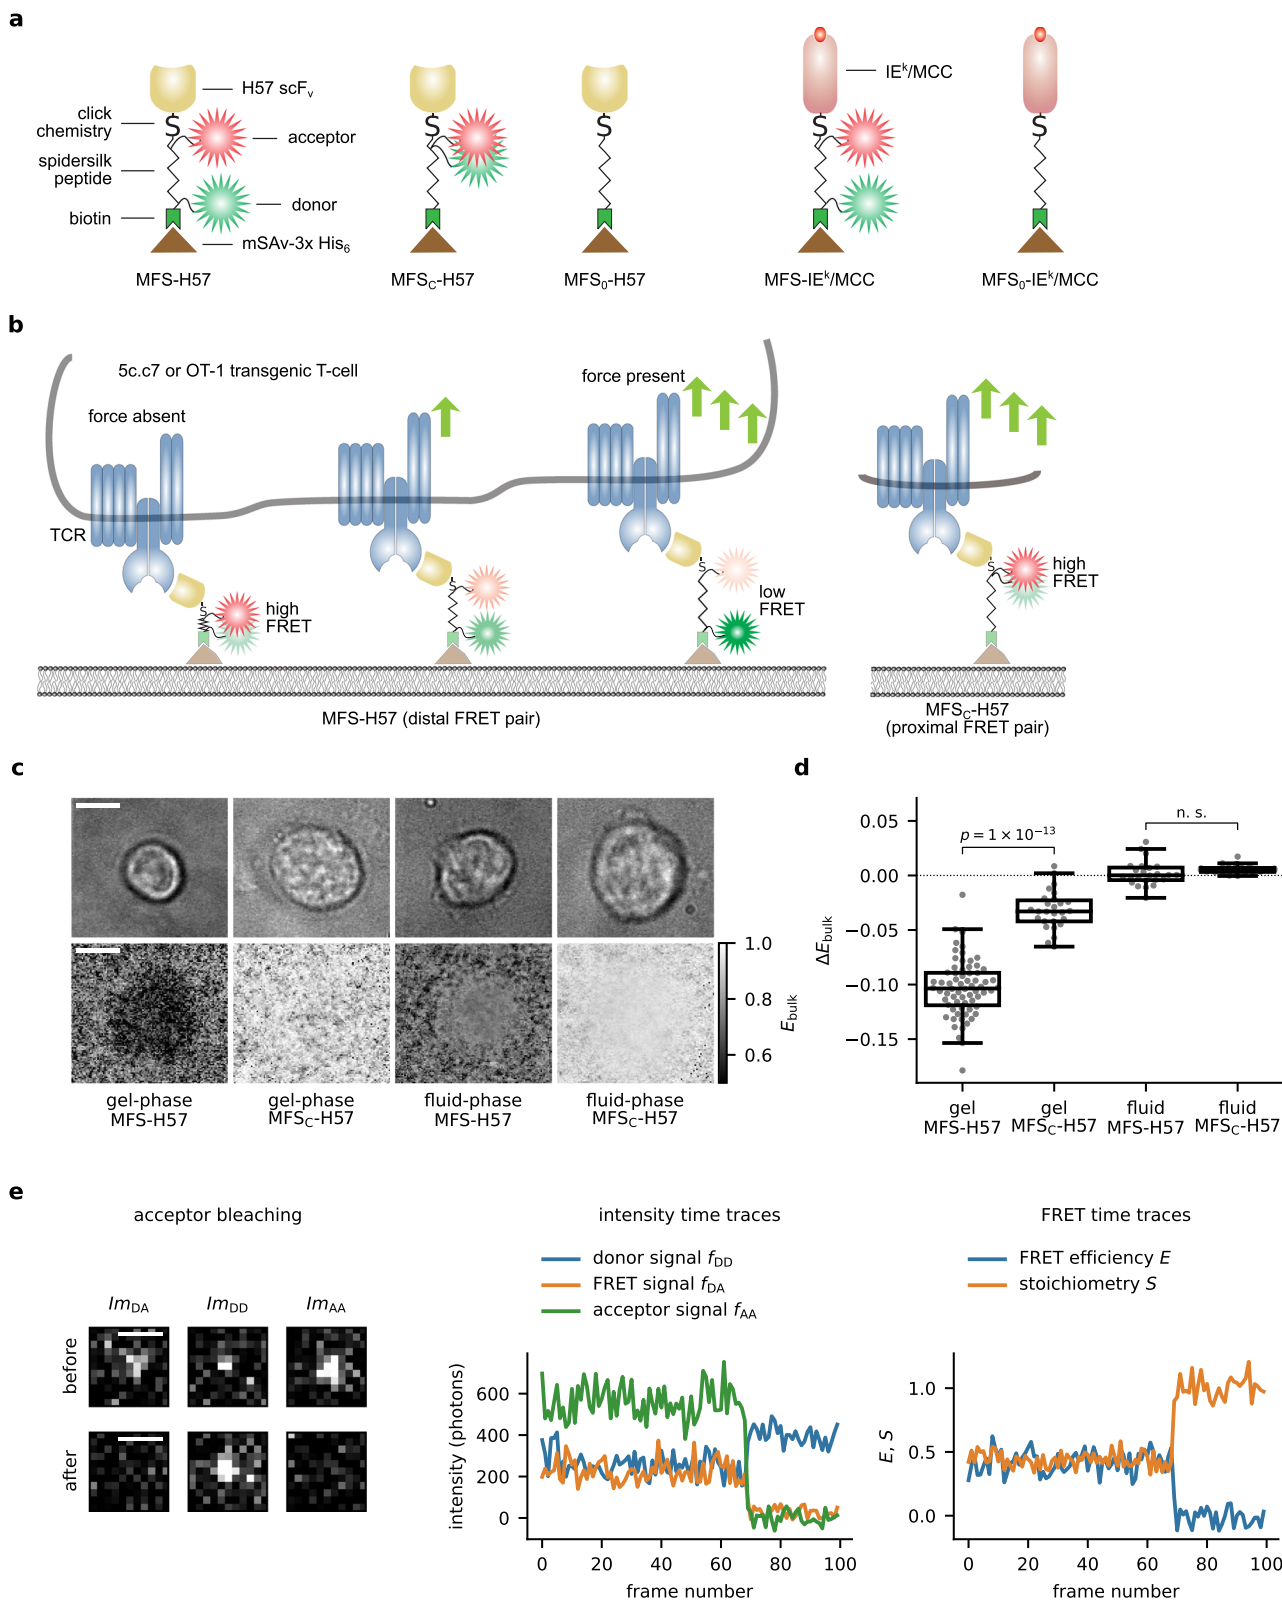 a
H57 scFv
click
chemistry
acceptor
spidersilk
peptide
donor
biotin
mSAv-3x His6
IEk/MCC
MFS-H57
MFSC-H57
MFS0-H57
MFS-IEk/MCC
MFS0-IEk/MCC
S
S
S
S
S
b
5c.c7 or OT-1 transgenic T-cell
force absent
force present
TCR
S
high
FRET
S
S
low
FRET
S
high
FRET
MFS-H57 (distal FRET pair)
MFSC-H57
(proximal FRET pair)
c
1.0
0.8
0.6
Ebulk
gel-phase
MFS-H57
gel-phase
MFSC-H57
fluid-phase
MFS-H57
fluid-phase
MFSC-H57
d
p = 1 × 10−13
n. s.
0.05
0.00
−0.05
−0.10
−0.15
ΔEbulk
gel
MFS-H57
gel
MFSC-H57
fluid
MFS-H57
fluid
MFSC-H57
e
acceptor bleaching
ImDA
ImDD
ImAA
before
after
intensity time traces
donor signal fDD
FRET signal fDA
acceptor signal fAA
intensity (photons)
600
400
200
0
0
20
40
60
80
100
frame number
FRET time traces
FRET efficiency E
stoichiometry S
E, S
1.0
0.5
0.0
0
20
40
60
80
100
frame number